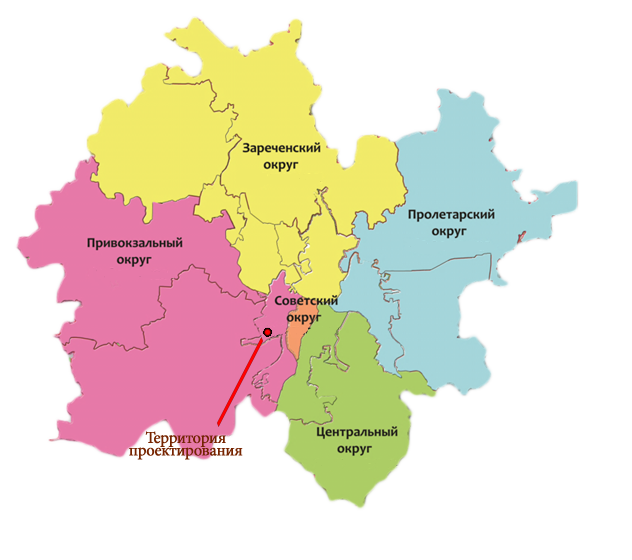 Зареченский
округ
Пролетарский
округ
Привокзальный
округ
Советский
округ
Территория
проектирования
Центральный
округ